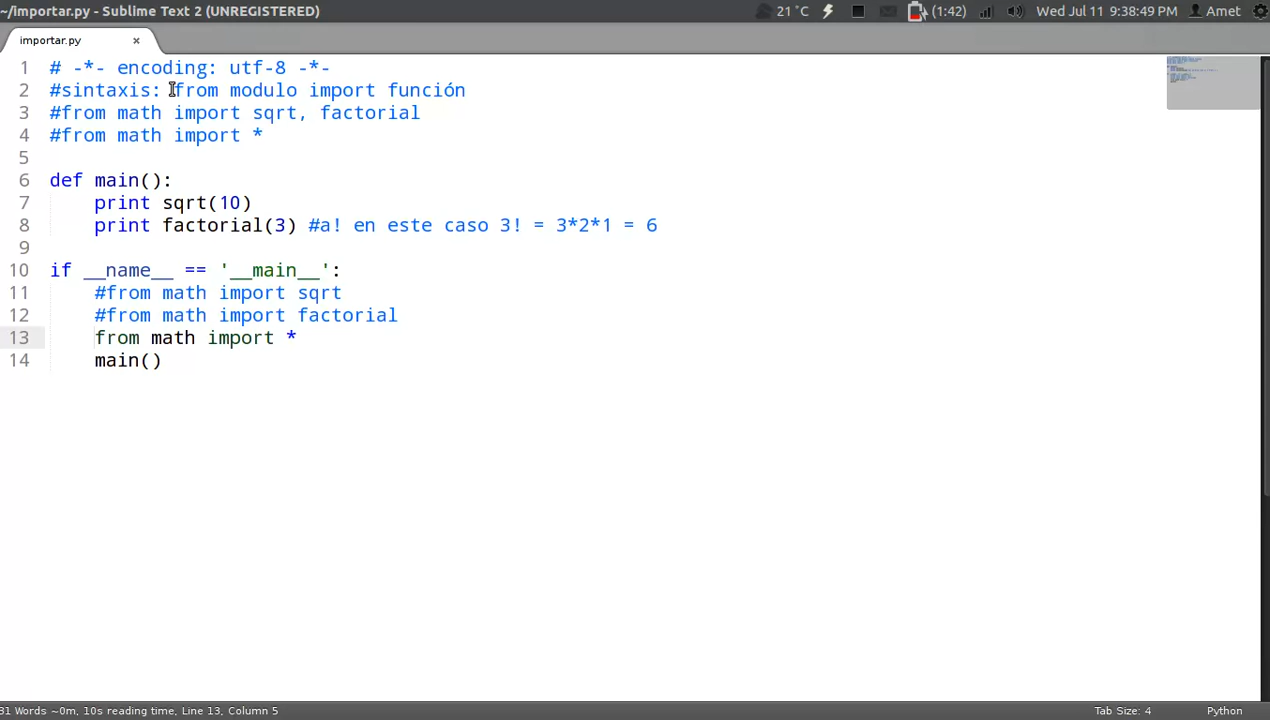 ~/importar.py - Sublime Text 2 (UNREGISTERED) 21 °C (1:42) Wed Jul 11 9:38:49 PM Amet
importar.py ×
1 # -*- encoding: utf-8 -*-
2 #sintaxis: from modulo import función
3 #from math import sqrt, factorial
4 #from math import *
5
6 def main():
7 print sqrt(10)
8 print factorial(3) #a! en este caso 3! = 3*2*1 = 6
9
10 if __name__ == '__main__':
11 #from math import sqrt
12 #from math import factorial
13 from math import *
14 main()
31 Words ~0m, 10s reading time, Line 13, Column 5 Tab Size: 4 Python